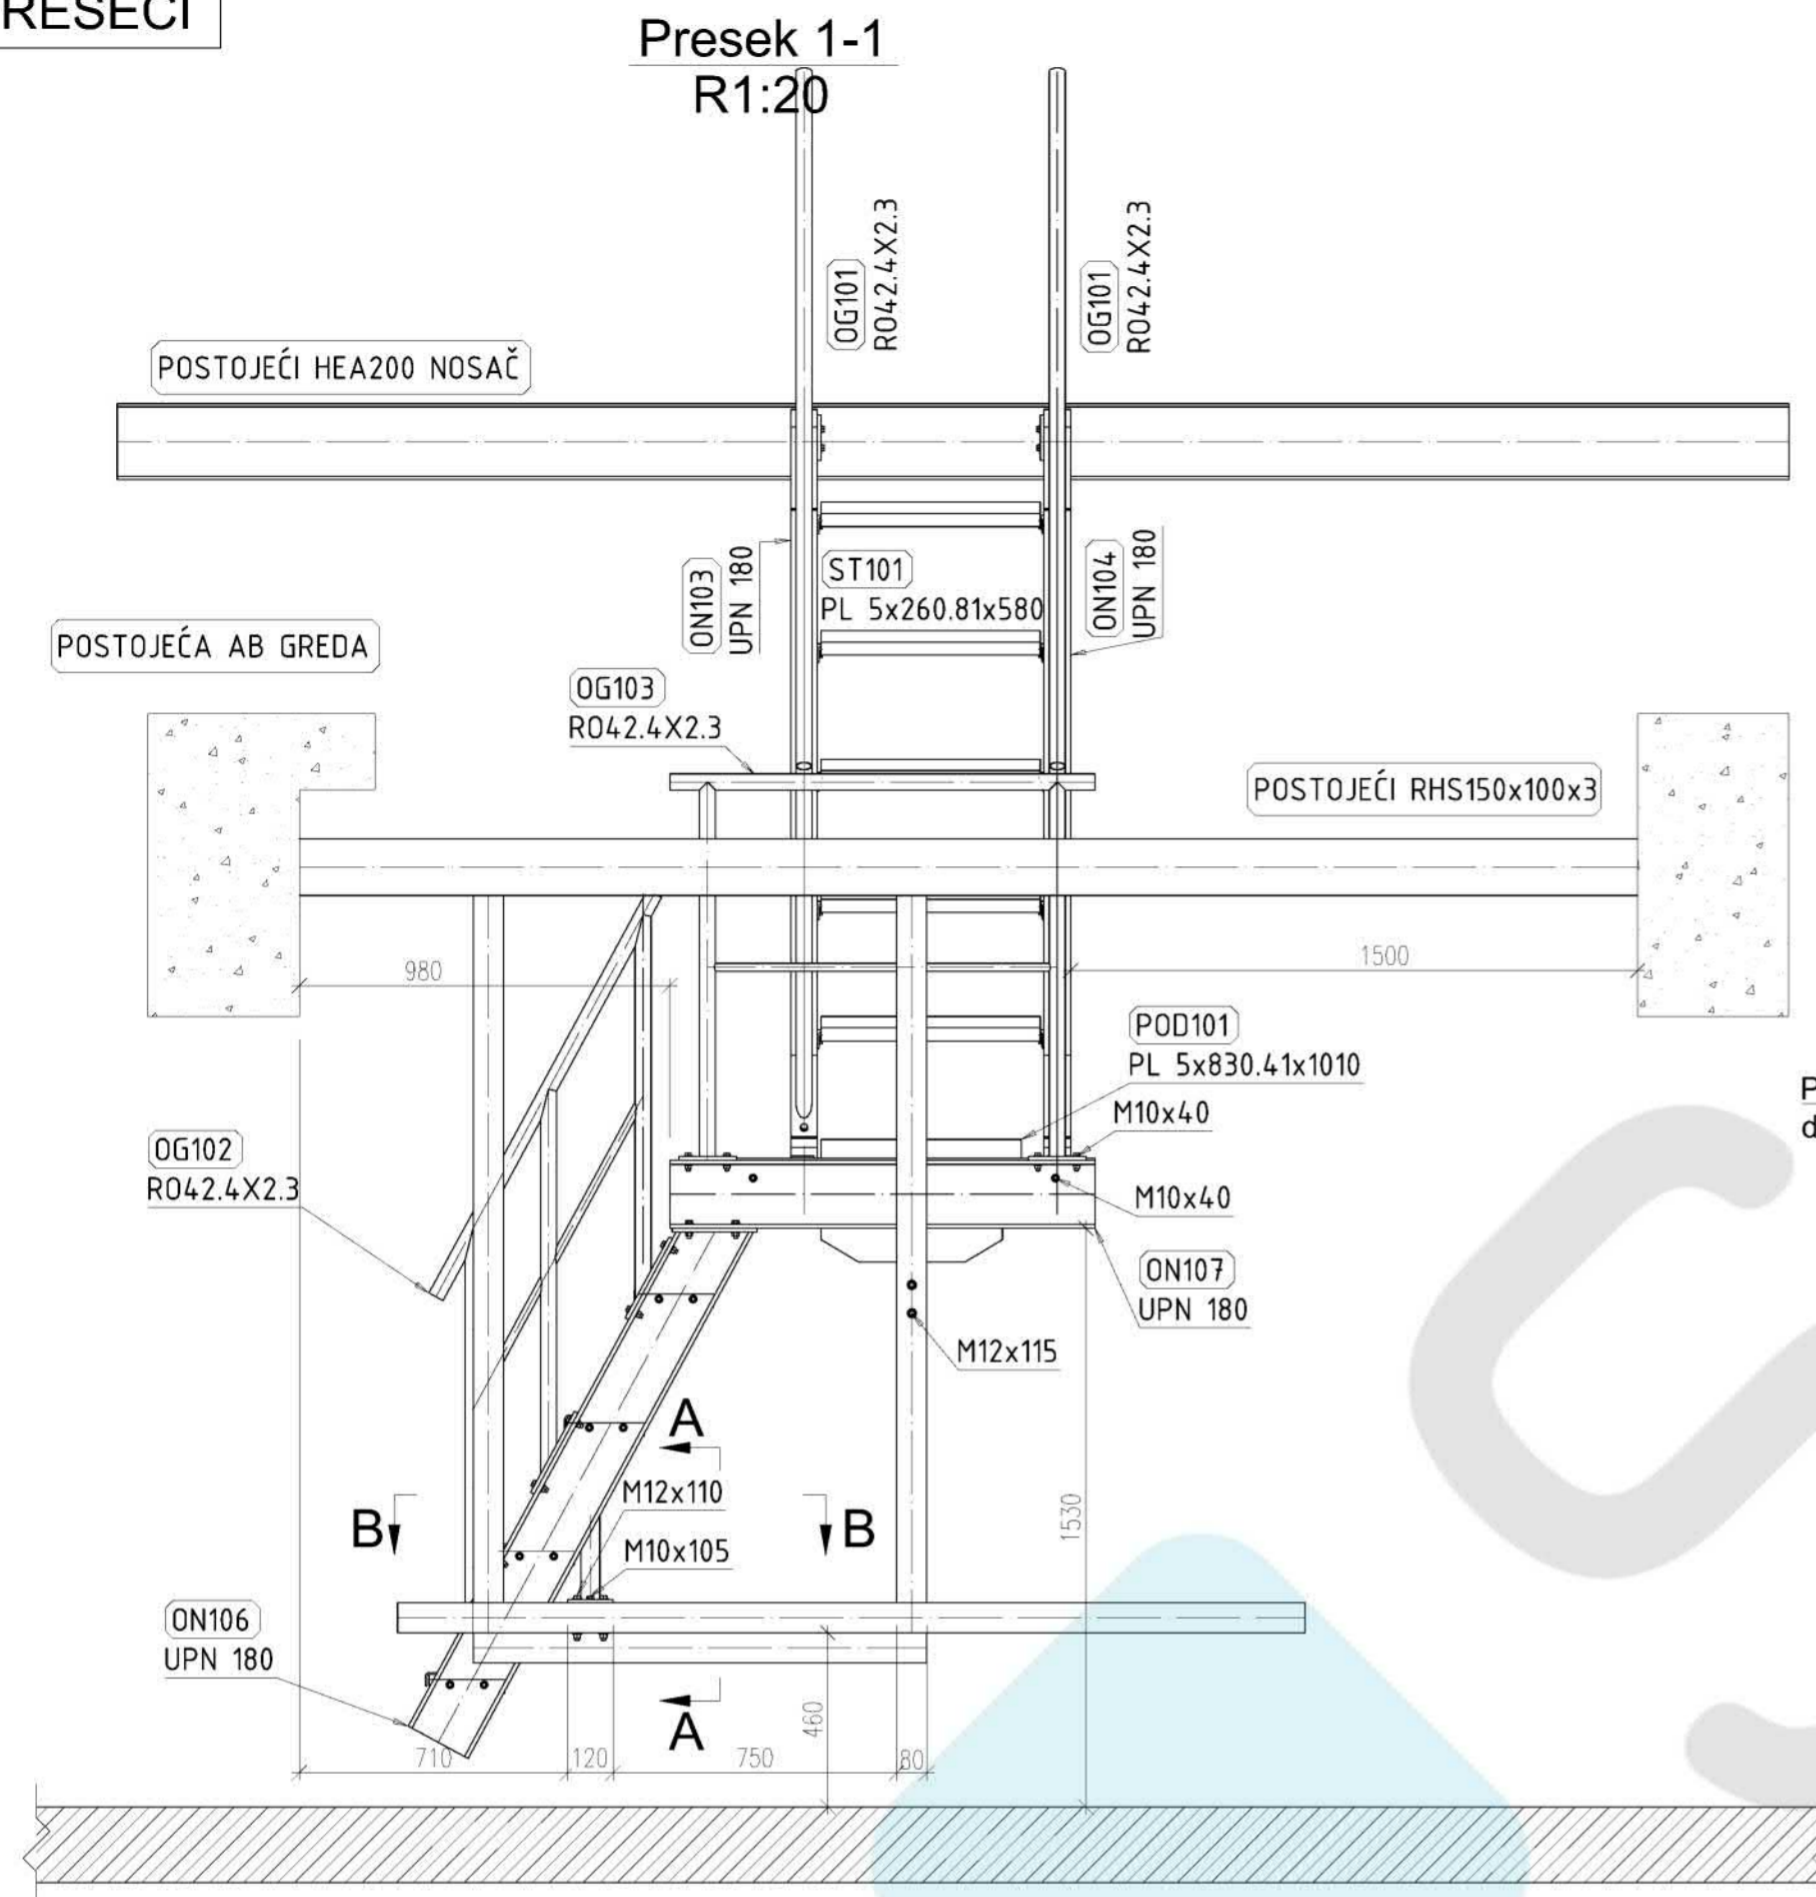 RESECI
Presek 1-1
R1:20
OG101
RO42.4X2.3
OG101
RO42.4X2.3
POSTOJEĆI HEA200 NOSAČ
ON103
UPN 180
ST101
PL 5x260.81x580
ON104
UPN 180
POSTOJEĆA AB GREDA
OG103
RO42.4X2.3
POSTOJEĆI RHS150x100x3
980
1500
POD101
PL 5x830.41x1010
M10x40
P
d
OG102
RO42.4X2.3
M10x40
ON107
UPN 180
M12x115
A
M12x110
B
B
1530
M10x105
ON106
UPN 180
A
460
710
120
750
80